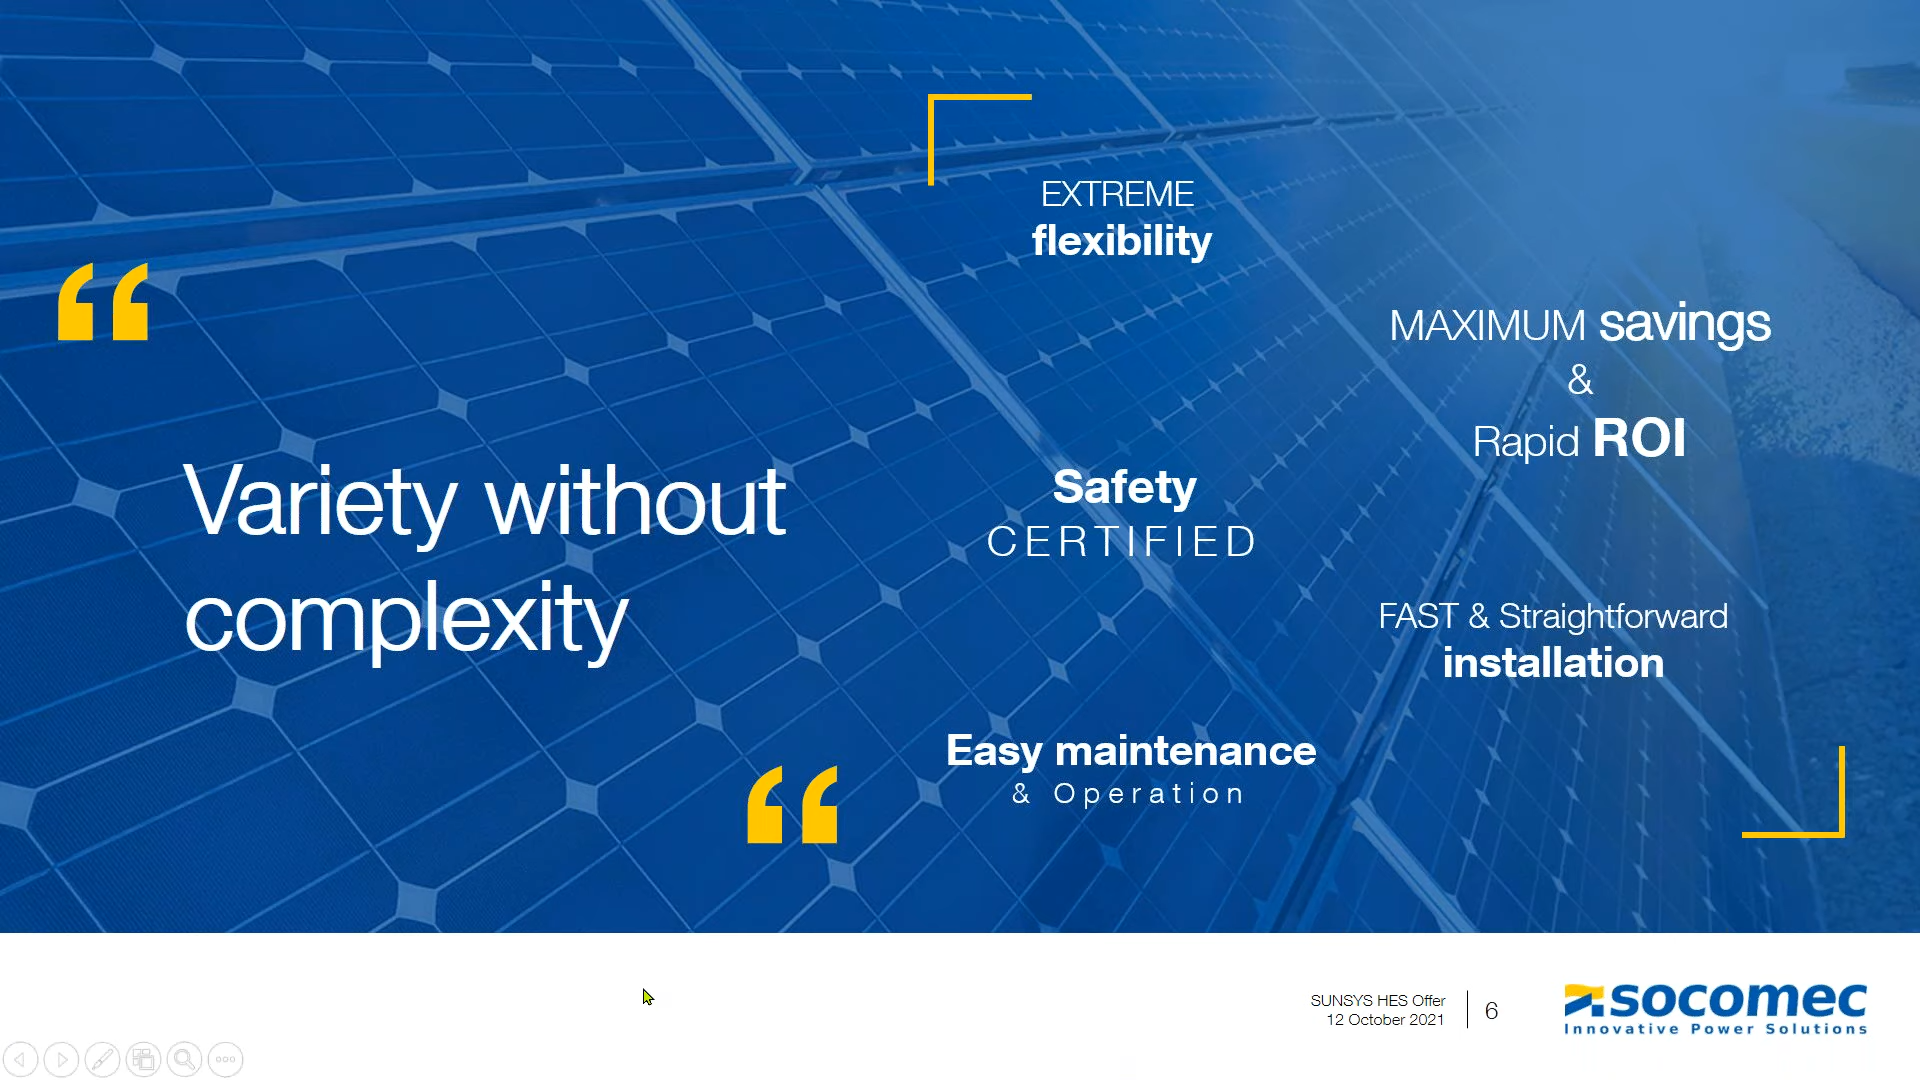 “
Variety without
complexity
“
EXTREME
flexibility
MAXIMUM savings
&
Rapid ROI
Safety
CERTIFIED
FAST & Straightforward
installation
Easy maintenance
& Operation
SUNSYS HES Offer
12 October 2021
6
socomec
Innovative Power Solutions